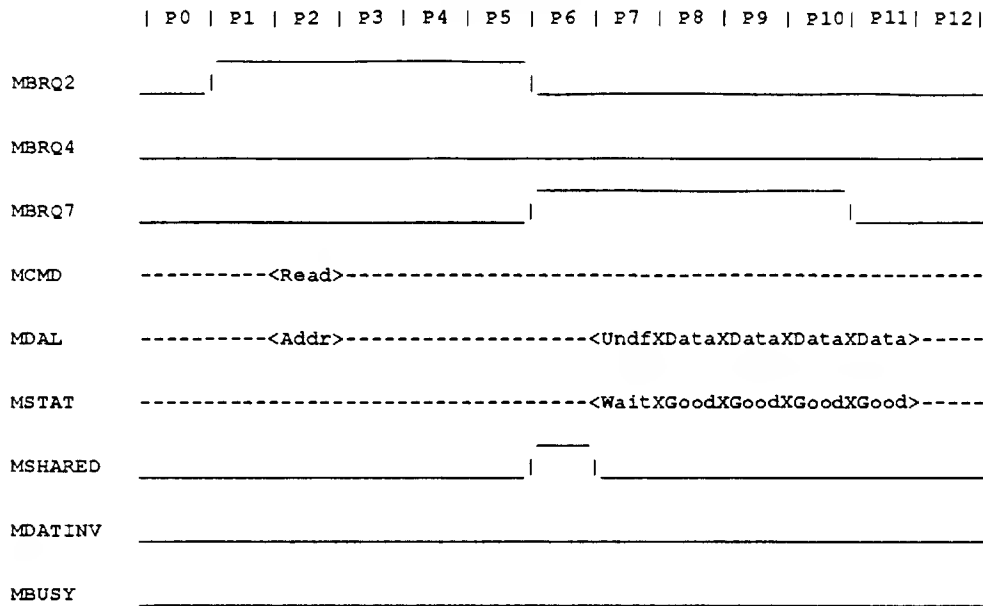 | P0 | P1 | P2 | P3 | P4 | P5 | P6 | P7 | P8 | P9 | P10 | P11 | P12|
MBRQ2
MBRQ4
MBRQ7
MCMD -----------<Read>-----------------------------------------
MDAL -----------<Addr>--------------------<UndfXDataXDataXDataXData>-----
MSTAT -------------------------------------<WaitXGoodXGoodXGoodXGood>-----
MSHARED
MDATINV
MBUSY